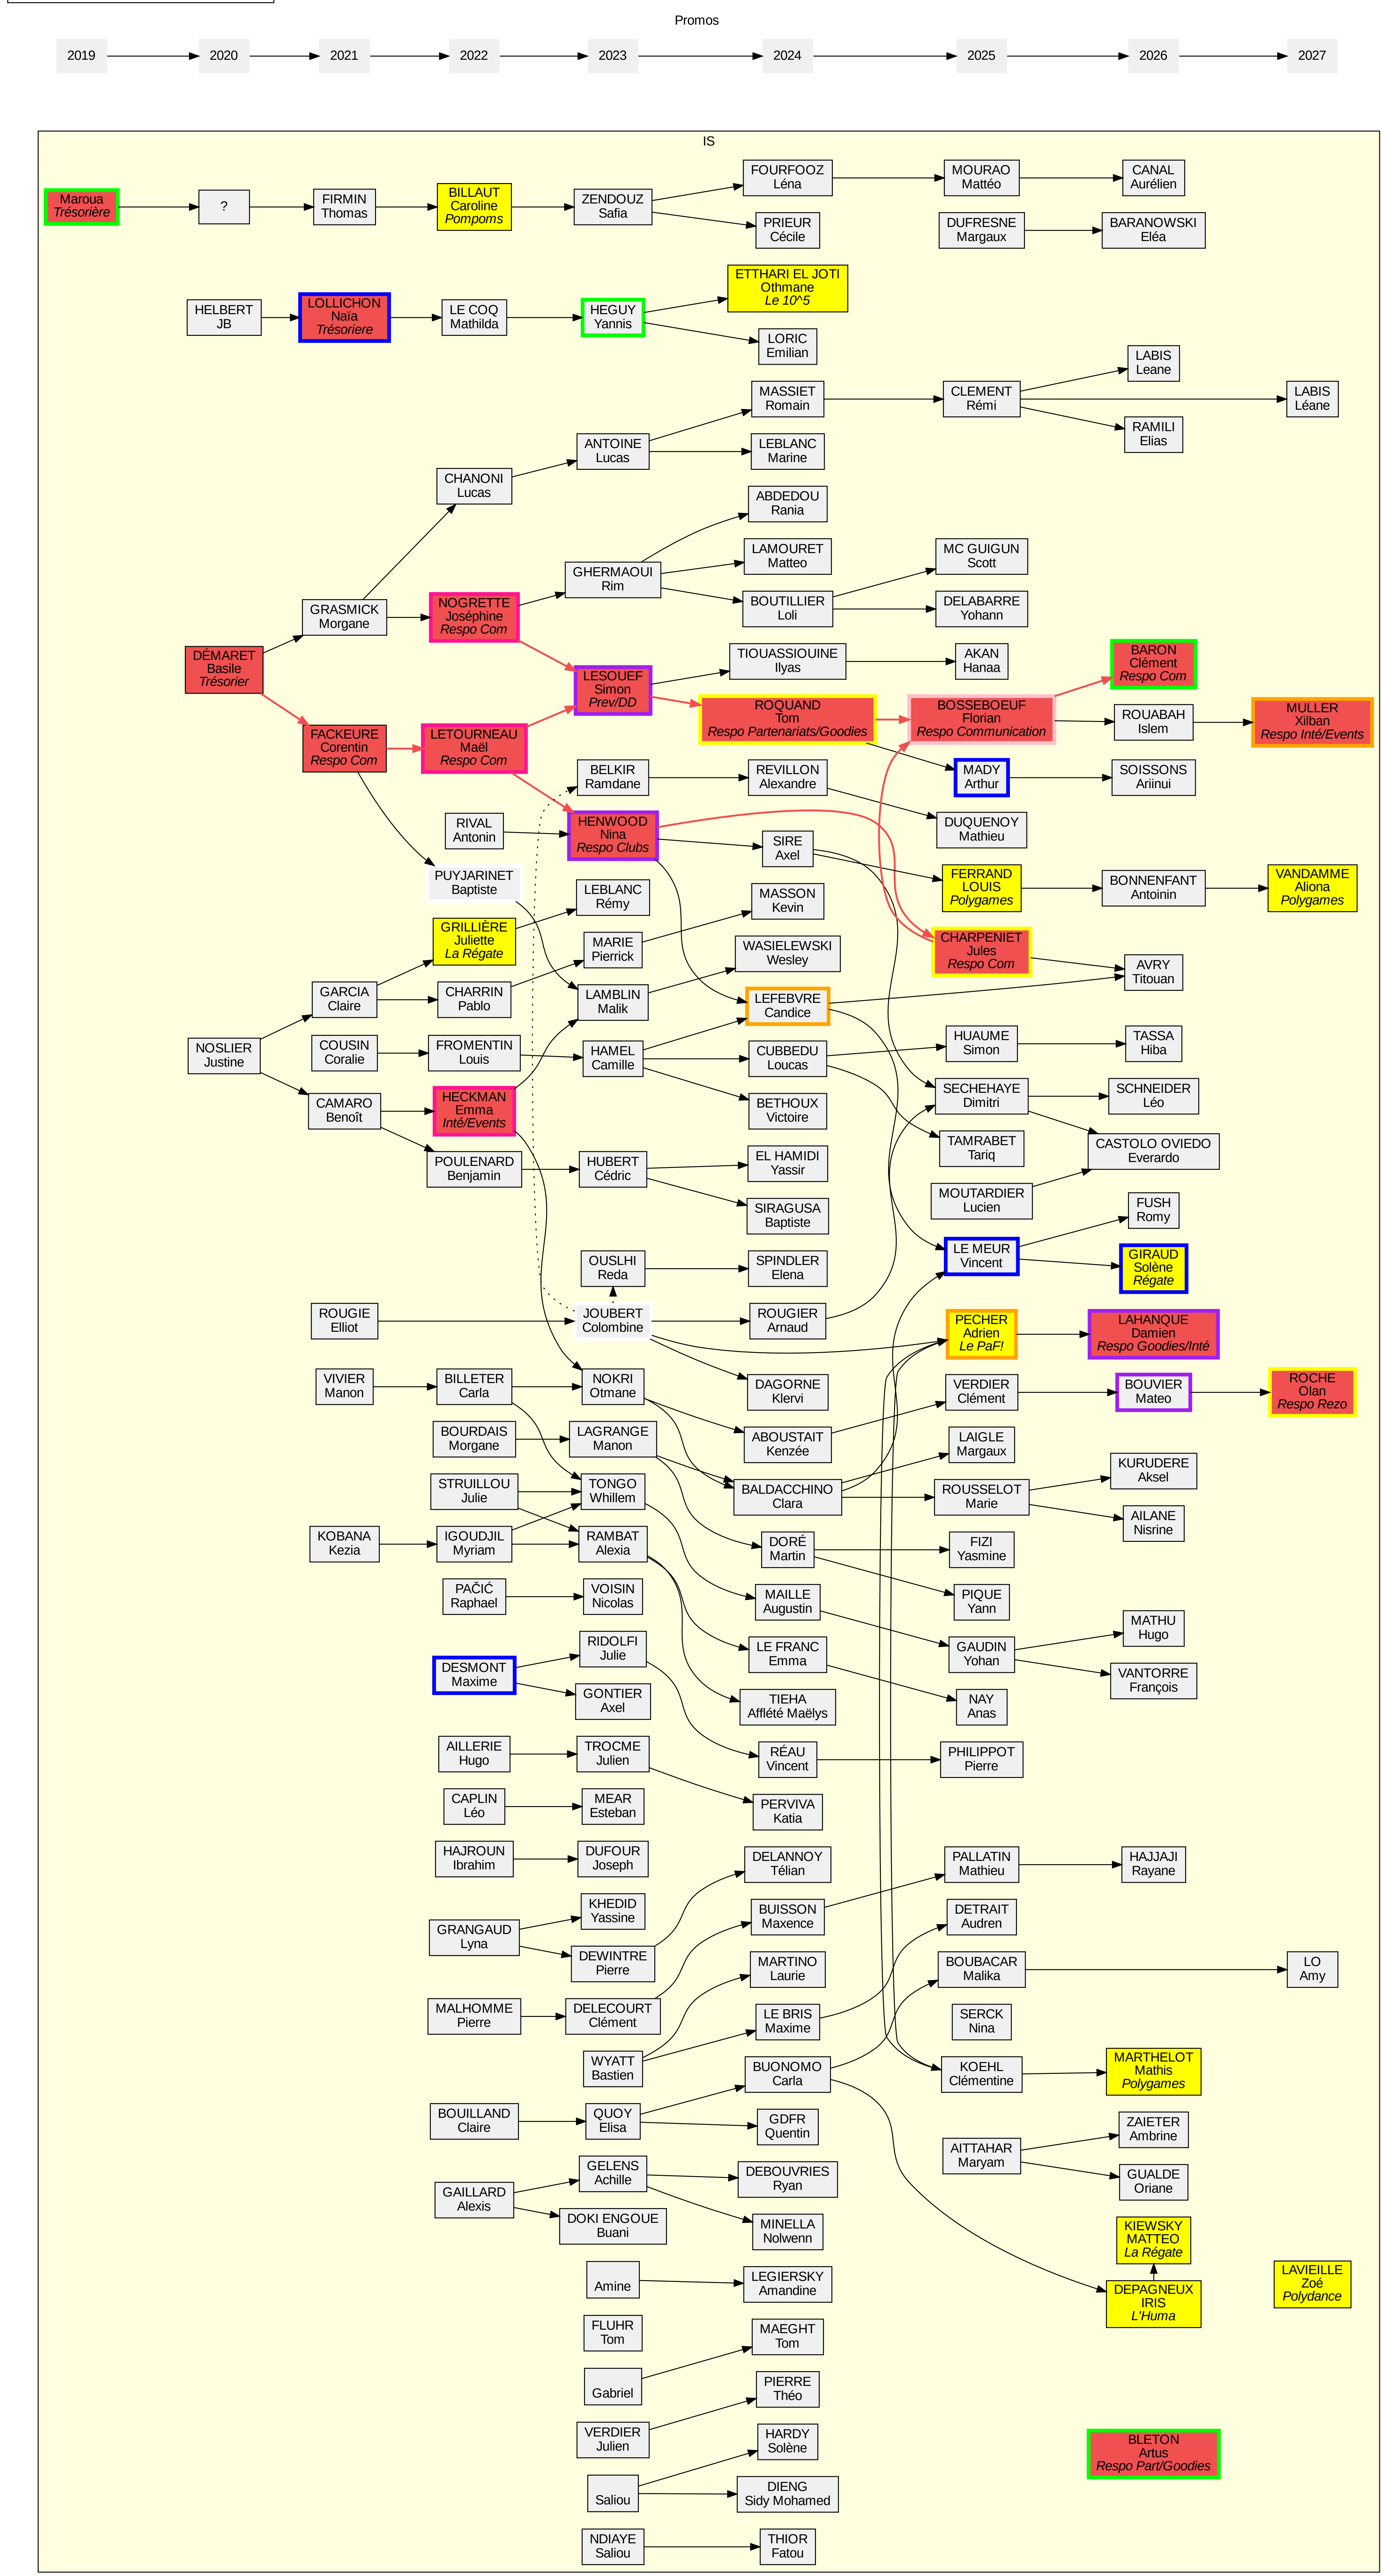 Promos
2019
2020
2021
2022
2023
2024
2025
2026
2027
IS
Maroua
Trésorière
?
FIRMIN
Thomas
BILLAUT
Caroline
Pompoms
ZENDOUZ
Safia
FOURFOOZ
Léna
MOURAO
Mattéo
CANAL
Aurélien
PRIEUR
Cécile
DUFRESNE
Margaux
BARANOWSKI
Eléa
HELBERT
JB
LOLLICHON
Naïa
Trésoriere
LE COQ
Mathilda
HEGUY
Yannis
ETTHARI EL JOTI
Othmane
Le 10^5
LORIC
Emilian
LABIS
Leane
MASSIET
Romain
CLEMENT
Rémi
LABIS
Léane
RAMILI
Elias
ANTOINE
Lucas
LEBLANC
Marine
CHANONI
Lucas
ABDEDOU
Rania
GHERMAOUI
Rim
LAMOURET
Matteo
MC GUIGUN
Scott
BOUTILLIER
Loli
DELABARRE
Yohann
GRASMICK
Morgane
NOGRETTE
Joséphine
Respo Com
DÉMARET
Basile
Trésorier
LESOUEF
Simon
Prev/DD
TIOUASSIOUINE
Ilyas
AKAN
Hanaa
BARON
Clément
Respo Com
ROQUAND
Tom
Respo Partenariats/Goodies
BOSSEBOEUF
Florian
Respo Communication
ROUABAH
Islem
MULLER
Xilban
Respo Inté/Events
FACKEURE
Corentin
Respo Com
LETOURNEAU
Maël
Respo Com
BELKIR
Ramdane
REVILLON
Alexandre
MADY
Arthur
SOISSONS
Ariinui
RIVAL
Antonin
HENWOOD
Nina
Respo Clubs
SIRE
Axel
DUQUENOY
Mathieu
PUYJARINET
Baptiste
LEBLANC
Rémy
MASSON
Kevin
FERRAND
LOUIS
Polygames
BONNENFANT
Antoinin
VANDAMME
Aliona
Polygames
GRILLIÈRE
Juliette
La Régate
MARIE
Pierrick
WASIELEWSKI
Wesley
CHARPENIET
Jules
Respo Com
AVRY
Titouan
GARCIA
Claire
CHARRIN
Pablo
LAMBLIN
Malik
LEFEBVRE
Candice
NOSLIER
Justine
COUSIN
Coralie
FROMENTIN
Louis
HAMEL
Camille
CUBBEDU
Loucas
HUAUME
Simon
TASSA
Hiba
CAMARO
Benoît
HECKMAN
Emma
Inté/Events
BETHOUX
Victoire
SECHEHAYE
Dimitri
SCHNEIDER
Léo
POULENARD
Benjamin
HUBERT
Cédric
EL HAMIDI
Yassir
TAMRABET
Tariq
CASTOLO OVIEDO
Everardo
SIRAGUSA
Baptiste
MOUTARDIER
Lucien
FUSH
Romy
OUSLHI
Reda
SPINDLER
Elena
LE MEUR
Vincent
GIRAUD
Solène
Régate
ROUGIE
Elliot
JOUBERT
Colombine
ROUGIER
Arnaud
PECHER
Adrien
Le PaF!
LAHANQUE
Damien
Respo Goodies/Inté
VIVIER
Manon
BILLETER
Carla
NOKRI
Otmane
DAGORNE
Klervi
VERDIER
Clément
BOUVIER
Mateo
ROCHE
Olan
Respo Rezo
BOURDAIS
Morgane
LAGRANGE
Manon
ABOUSTAIT
Kenzée
LAIGLE
Margaux
STRUILLOU
Julie
TONGO
Whillem
BALDACCHINO
Clara
ROUSSELOT
Marie
KURUDERE
Aksel
KOBANA
Kezia
IGOUDJIL
Myriam
RAMBAT
Alexia
DORÉ
Martin
FIZI
Yasmine
AILANE
Nisrine
PAČIĆ
Raphael
VOISIN
Nicolas
MAILLE
Augustin
PIQUE
Yann
DESMONT
Maxime
RIDOLFI
Julie
LE FRANC
Emma
GAUDIN
Yohan
MATHU
Hugo
GONTIER
Axel
TIEHA
Afflété Maëlys
NAY
Anas
VANTORRE
François
AILLERIE
Hugo
TROCME
Julien
RÉAU
Vincent
PHILIPPOT
Pierre
CAPLIN
Léo
MEAR
Esteban
PERVIVA
Katia
HAJROUN
Ibrahim
DUFOUR
Joseph
DELANNOY
Télian
PALLATIN
Mathieu
HAJJAJI
Rayane
GRANGAUD
Lyna
KHEDID
Yassine
BUISSON
Maxence
DETRAIT
Audren
DEWINTRE
Pierre
MARTINO
Laurie
BOUBACAR
Malika
LO
Amy
MALHOMME
Pierre
DELECOURT
Clément
LE BRIS
Maxime
SERCK
Nina
WYATT
Bastien
BUONOMO
Carla
KOEHL
Clémentine
MARTHELOT
Mathis
Polygames
BOUILLAND
Claire
QUOY
Elisa
GDFR
Quentin
ZAIETER
Ambrine
AITTAHAR
Maryam
GAILLARD
Alexis
GELENS
Achille
DEBOUVRIES
Ryan
GUALDE
Oriane
DOKI ENGOUE
Buani
MINELLA
Nolwenn
KIEWSKY
MATTEO
La Régate
Amine
LEGIERSKY
Amandine
DEPAGNEUX
IRIS
L'Huma
LAVIEILLE
Zoé
Polydance
FLUHR
Tom
MAEGHT
Tom
Gabriel
PIERRE
Théo
VERDIER
Julien
HARDY
Solène
BLETON
Artus
Respo Part/Goodies
Saliou
DIENG
Sidy Mohamed
NDIAYE
Saliou
THIOR
Fatou